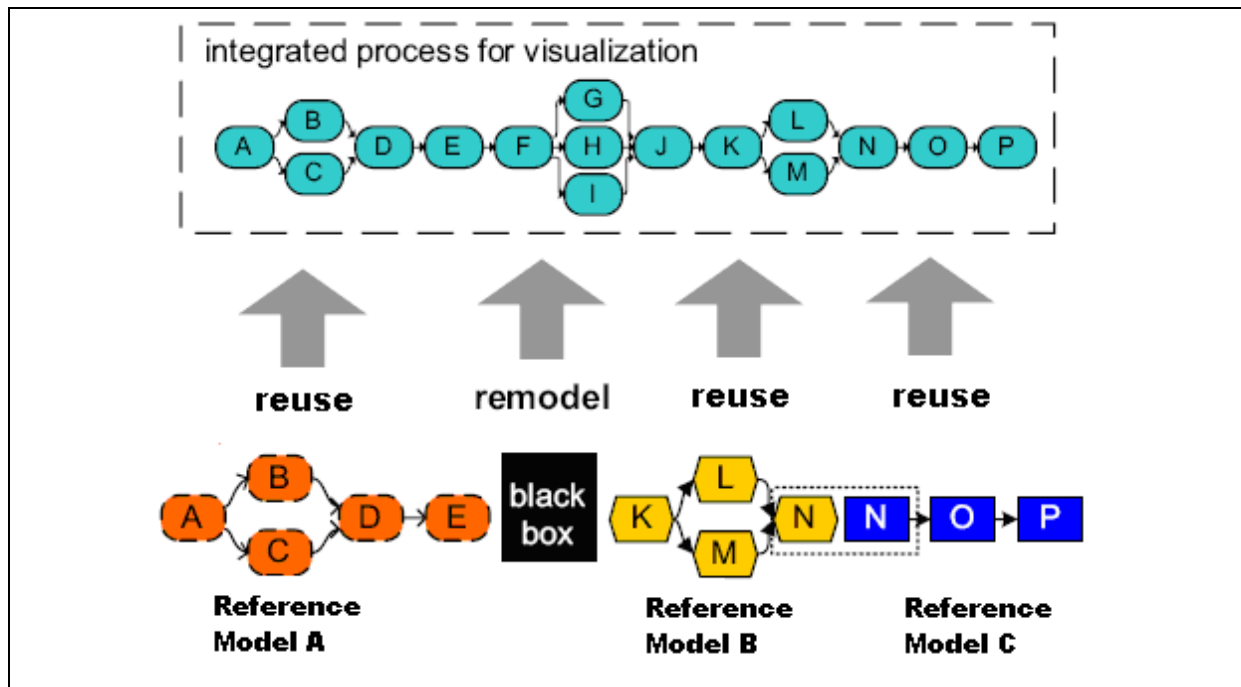 integrated process for visualization
G
B L
A D E F H J K N O P
C M
I
reuse remodel reuse reuse
B L
A D E black box K N N O P
C M
Reference Reference Reference
Model A Model B Model C